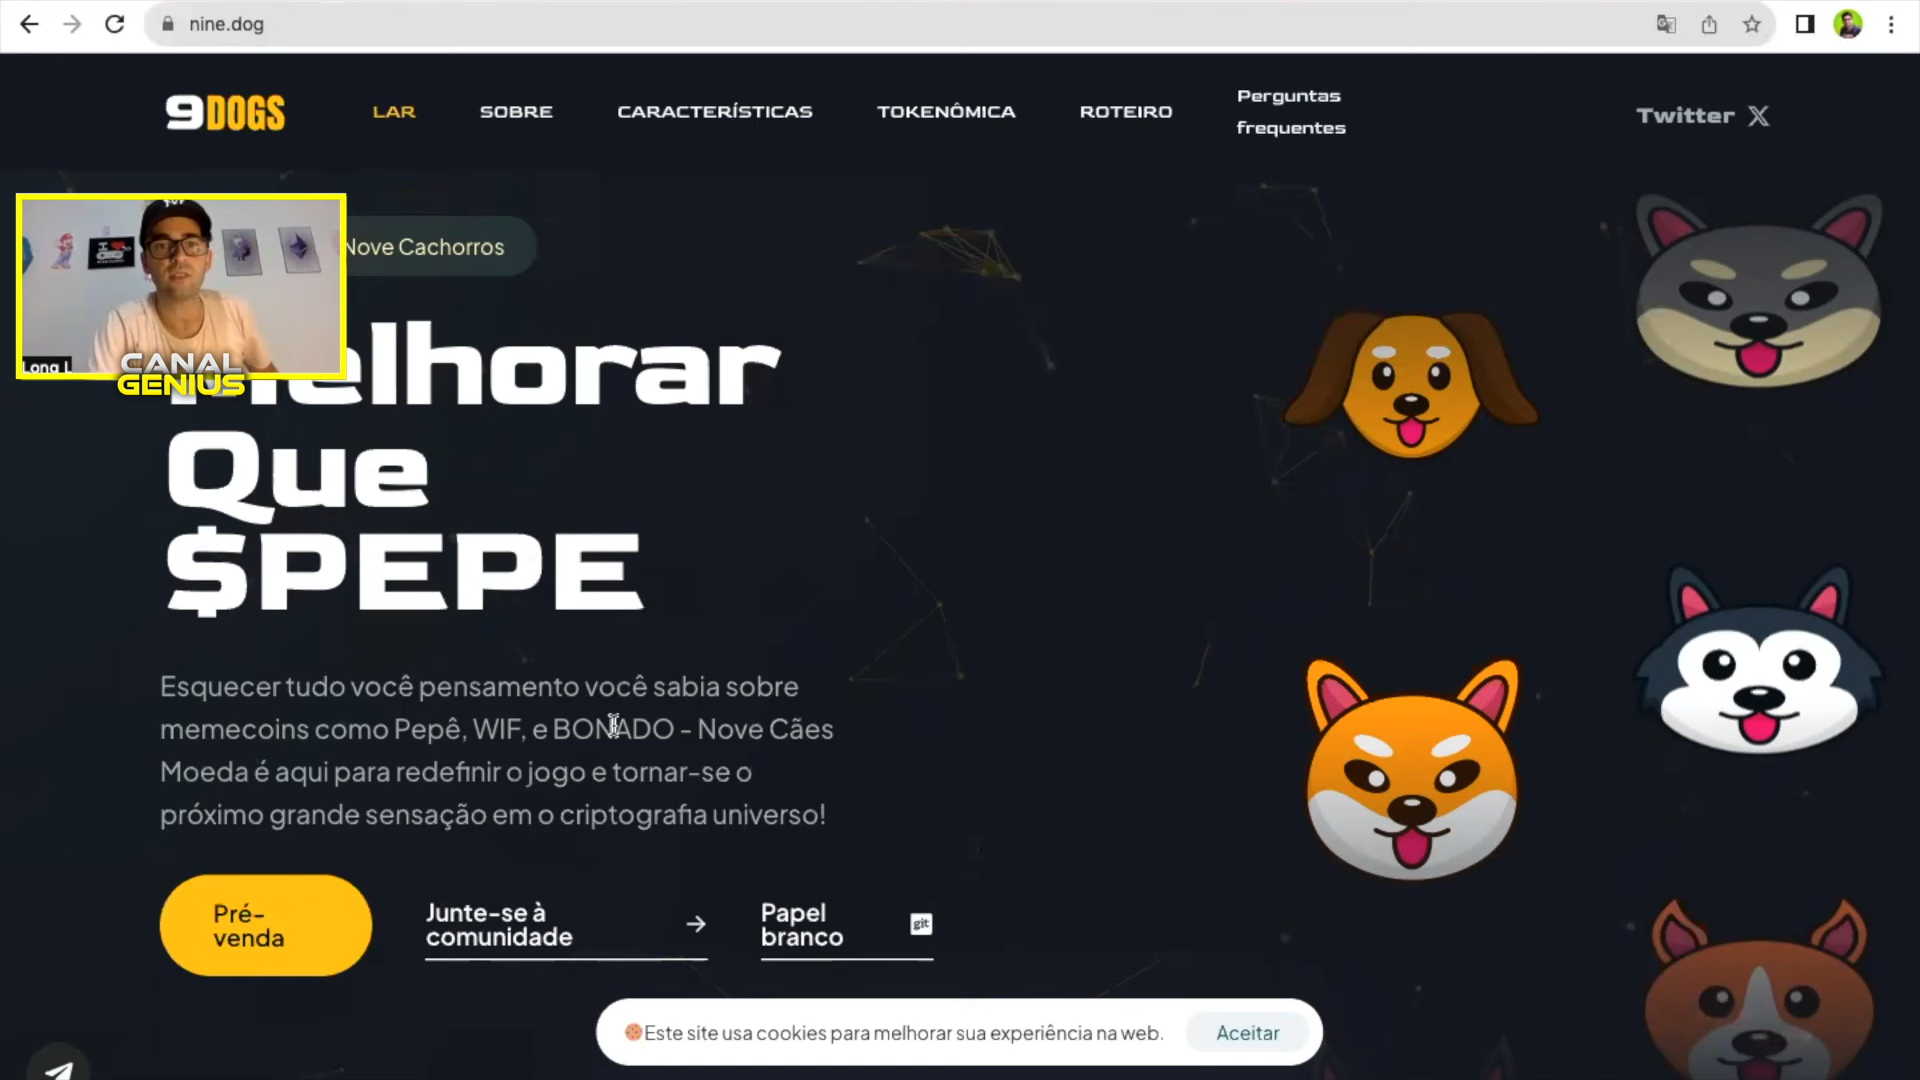 nine.dog
9DOGS
LAR
SOBRE
CARACTERÍSTICAS
TOKENÔMICA
ROTEIRO
Perguntas
frequentes
Twitter X
Nove Cachorros
CANAL
GENIUS
Melhorar
Que
$PEPE
Esquecer tudo você pensamento você sabia sobre
memecoins como Pepê, WIF, e BONADO - Nove Cães
Moeda é aqui para redefinir o jogo e tornar-se o
próximo grande sensação em o criptografia universo!
Pré-
venda
Junte-se à
comunidade
Papel
branco
git
Este site usa cookies para melhorar sua experiência na web.
Aceitar